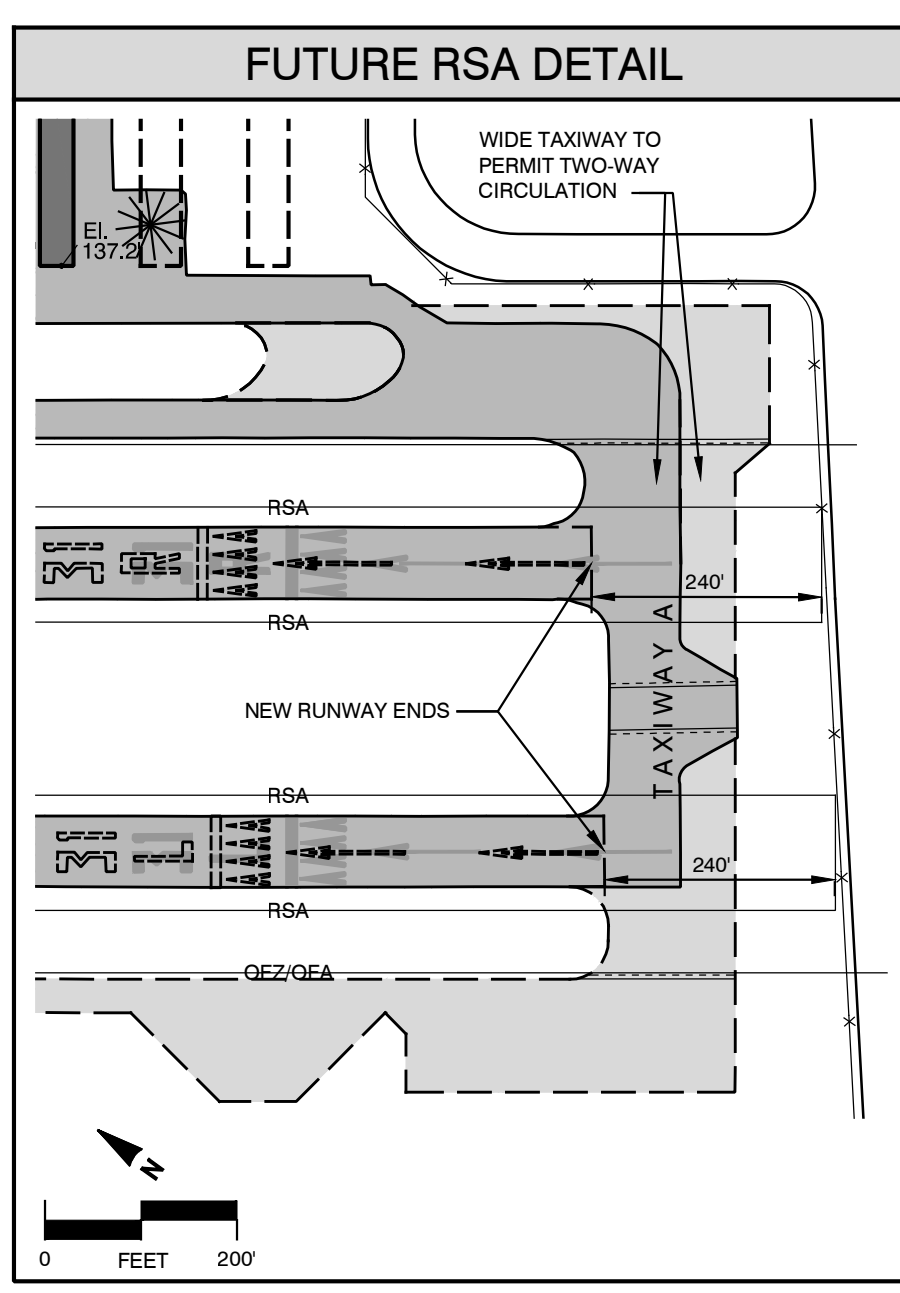 FUTURE RSA DETAIL
WIDE TAXIWAY TO
PERMIT TWO-WAY
CIRCULATION
El.
137.2'
RSA
240'
RSA
TAXIWAY A
NEW RUNWAY ENDS
RSA
240'
RSA
OFZ/OFA
N
0 FEET 200'